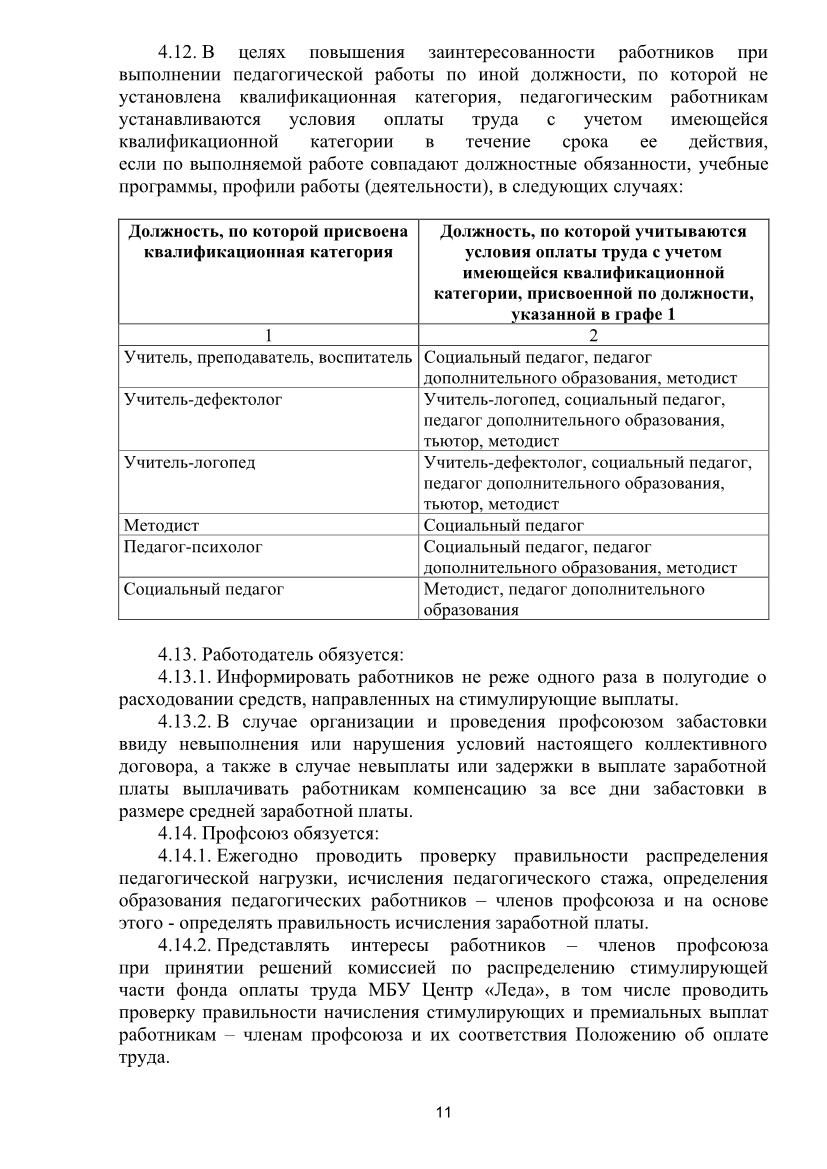 4.12. В целях повышения заинтересованности работников при
выполнении педагогической работы по иной должности, по которой не
установлена квалификационная категория, педагогическим работникам
устанавливаются условия оплаты труда с учетом имеющейся
квалификационной категории в течение срока ее действия,
если по выполняемой работе совпадают должностные обязанности, учебные
программы, профили работы (деятельности), в следующих случаях:
Должность, по которой присвоена
квалификационная категория
Должность, по которой учитываются
условия оплаты труда с учетом
имеющейся квалификационной
категории, присвоенной по должности,
указанной в графе 1
1
2
Учитель, преподаватель, воспитатель
Социальный педагог, педагог
дополнительного образования, методист
Учитель-дефектолог
Учитель-логопед, социальный педагог,
педагог дополнительного образования,
тьютор, методист
Учитель-логопед
Учитель-дефектолог, социальный педагог,
педагог дополнительного образования,
тьютор, методист
Методист
Социальный педагог
Педагог-психолог
Социальный педагог, педагог
дополнительного образования, методист
Социальный педагог
Методист, педагог дополнительного
образования
4.13. Работодатель обязуется:
4.13.1. Информировать работников не реже одного раза в полугодие о
расходовании средств, направленных на стимулирующие выплаты.
4.13.2. В случае организации и проведения профсоюзом забастовки
ввиду невыполнения или нарушения условий настоящего коллективного
договора, а также в случае невыплаты или задержки в выплате заработной
платы выплачивать работникам компенсацию за все дни забастовки в
размере средней заработной платы.
4.14. Профсоюз обязуется:
4.14.1. Ежегодно проводить проверку правильности распределения
педагогической нагрузки, исчисления педагогического стажа, определения
образования педагогических работников – членов профсоюза и на основе
этого - определять правильность исчисления заработной платы.
4.14.2. Представлять интересы работников – членов профсоюза
при принятии решений комиссией по распределению стимулирующей
части фонда оплаты труда МБУ Центр «Леда», в том числе проводить
проверку правильности начисления стимулирующих и премиальных выплат
работникам – членам профсоюза и их соответствия Положению об оплате
труда.
11